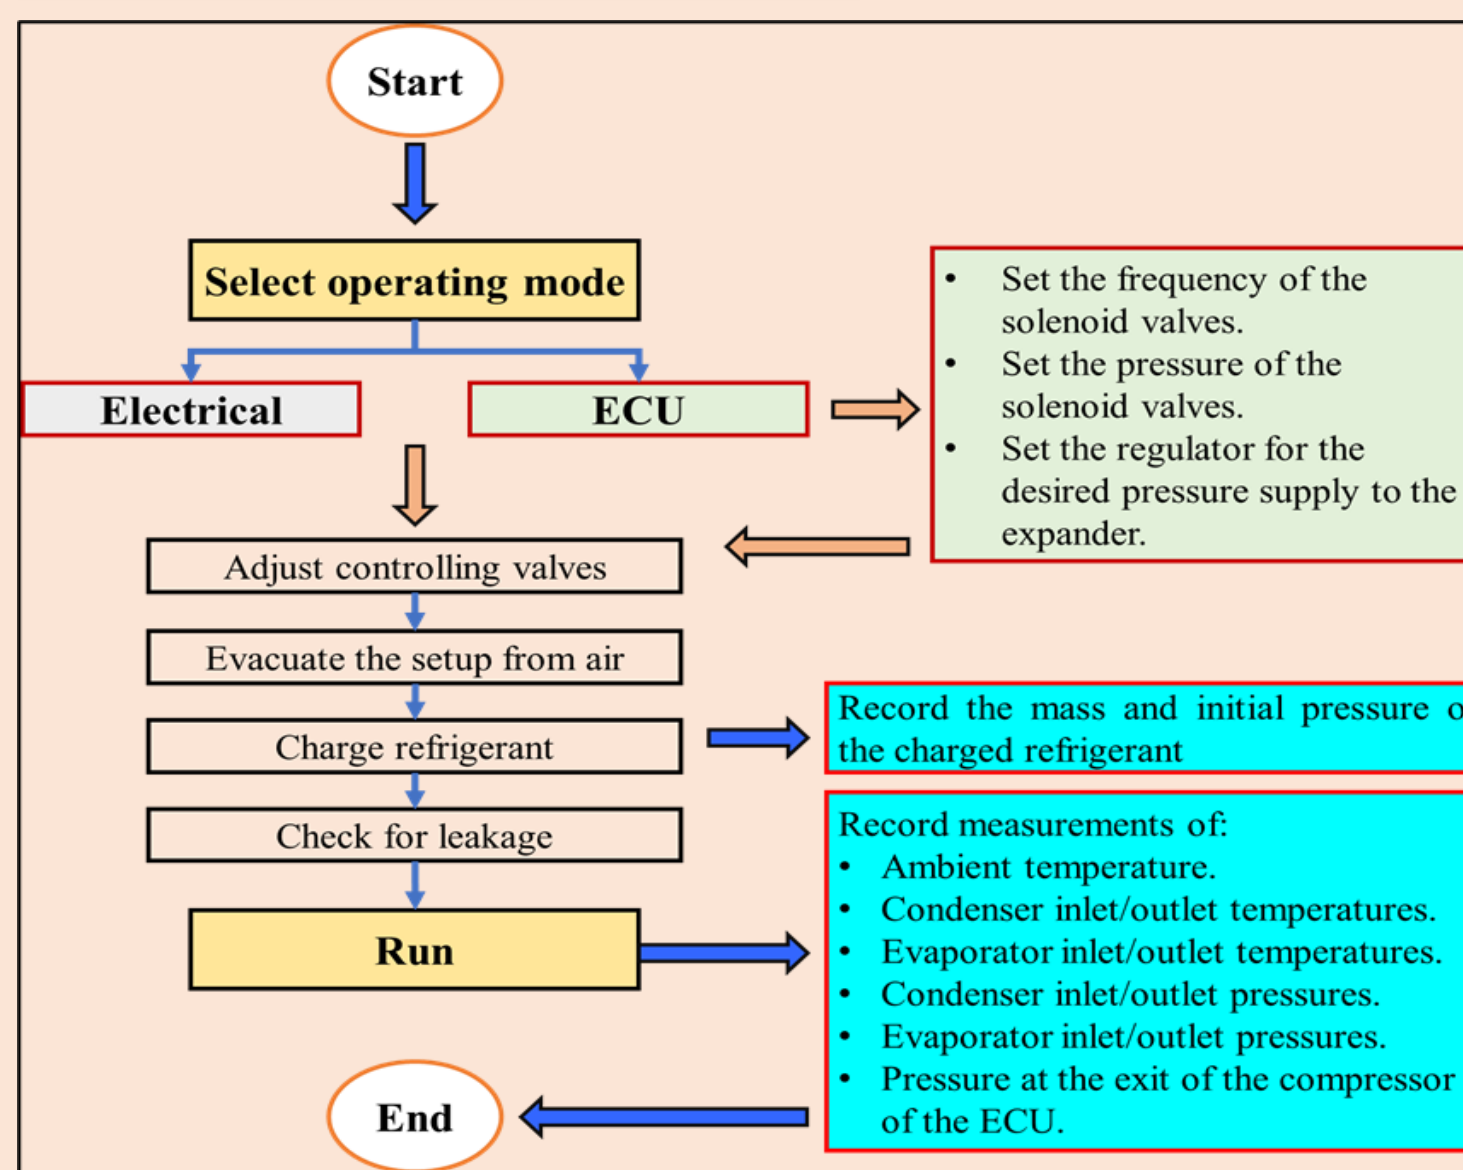 Start
Select operating mode
Electrical
ECU
• Set the frequency of the
solenoid valves.
• Set the pressure of the
solenoid valves.
• Set the regulator for the
desired pressure supply to the
expander.
Adjust controlling valves
Evacuate the setup from air
Charge refrigerant
Record the mass and initial pressure
the charged refrigerant
Check for leakage
Run
Record measurements of:
• Ambient temperature.
• Condenser inlet/outlet temperatures.
• Evaporator inlet/outlet temperatures.
• Condenser inlet/outlet pressures.
• Evaporator inlet/outlet pressures.
• Pressure at the exit of the compressor
of the ECU.
End